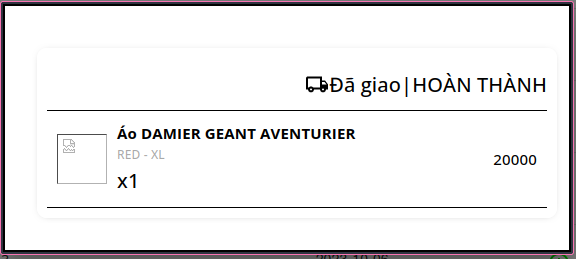 Đã giao|HOÀN THÀNH
Áo DAMIER GEANT AVENTURIER
RED - XL
x1
20000